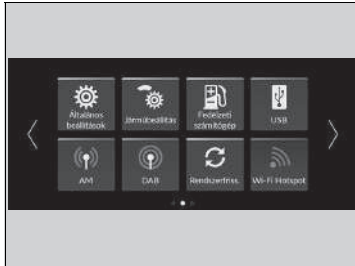 Általános
beállítások
Járműbeállítás
Fedélzeti
számítógép
USB
AM
DAB
Rendszerfriss.
Wi-Fi Hotspot